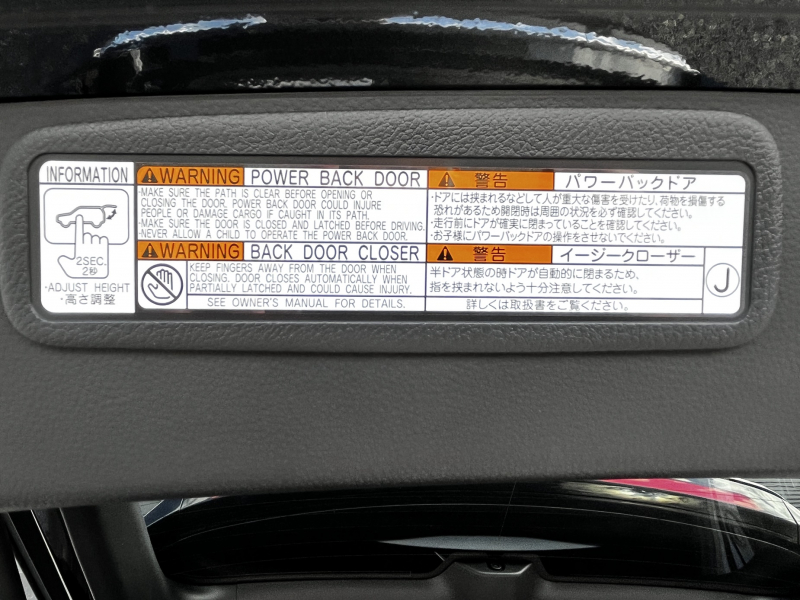 INFORMATION
2SEC.
2秒
·ADJUST HEIGHT
·高さ調整
WARNING POWER BACK DOOR
·MAKE SURE THE PATH IS CLEAR BEFORE OPENING OR
CLOSING THE DOOR. POWER BACK DOOR COULD INJURE
PEOPLE OR DAMAGE CARGO IF CAUGHT IN ITS PATH.
·MAKE SURE THE DOOR IS CLOSED AND LATCHED BEFORE DRIVING.
·NEVER ALLOW A CHILD TO OPERATE THE POWER BACK DOOR.
WARNING BACK DOOR CLOSER
KEEP FINGERS AWAY FROM THE DOOR WHEN
CLOSING. DOOR CLOSES AUTOMATICALLY WHEN
PARTIALLY LATCHED AND COULD CAUSE INJURY.
SEE OWNER'S MANUAL FOR DETAILS.
警告 パワーバックドア
·ドアには挟まれるなどして人が重大な傷害を受けたり、荷物を損傷する
恐れがあるため開閉時は周囲の状況を必ず確認してください。
·走行前にドアが確実に閉まっていることを確認してください。
·お子様にパワーバックドアの操作をさせないでください。
警告 イージークローザー
半ドア状態の時ドアが自動的に閉まるため、
指を挟まれないよう十分注意してください。
詳しくは取扱書をご覧ください。
J